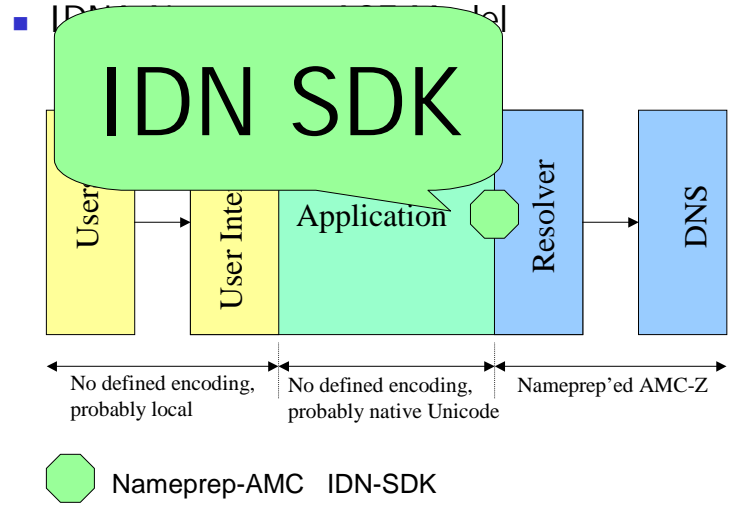 IDN SDK
User
User Inte
Application
Resolver
DNS
No defined encoding,
probably local
No defined encoding,
probably native Unicode
Nameprep’ed AMC-Z
Nameprep-AMC IDN-SDK